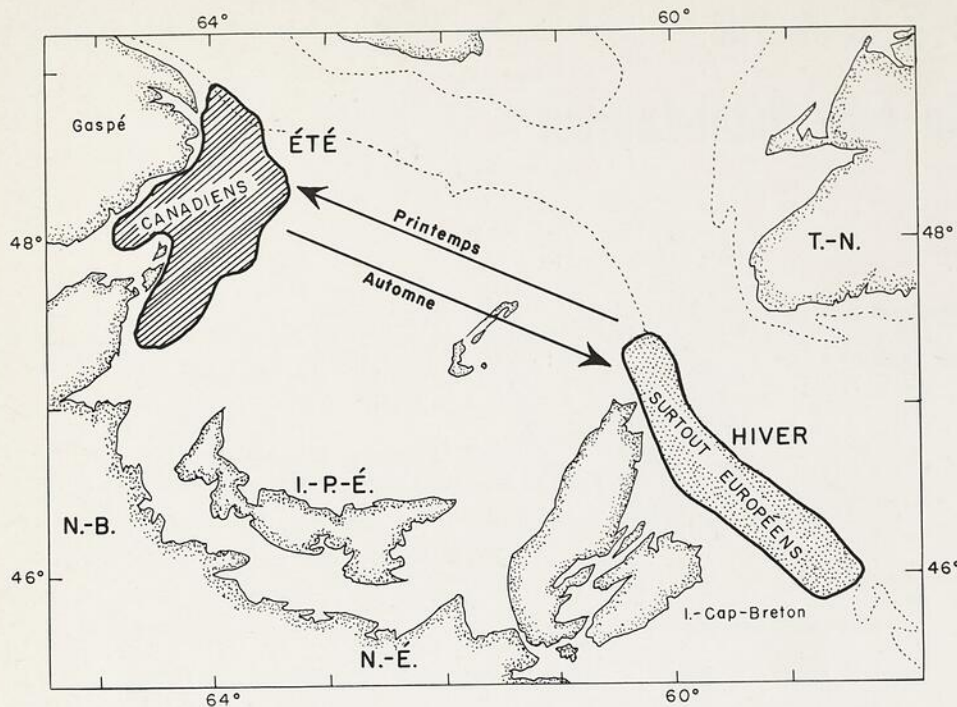 64°
60°
Gaspé
ÉTÉ
CANADIENS
Printemps
48°
T.-N.
48°
Automne
SURTOUT EUROPÉENS
HIVER
I.-P.-É.
N.-B.
46°
46°
I.-Cap-Breton
N.-É.
64°
60°